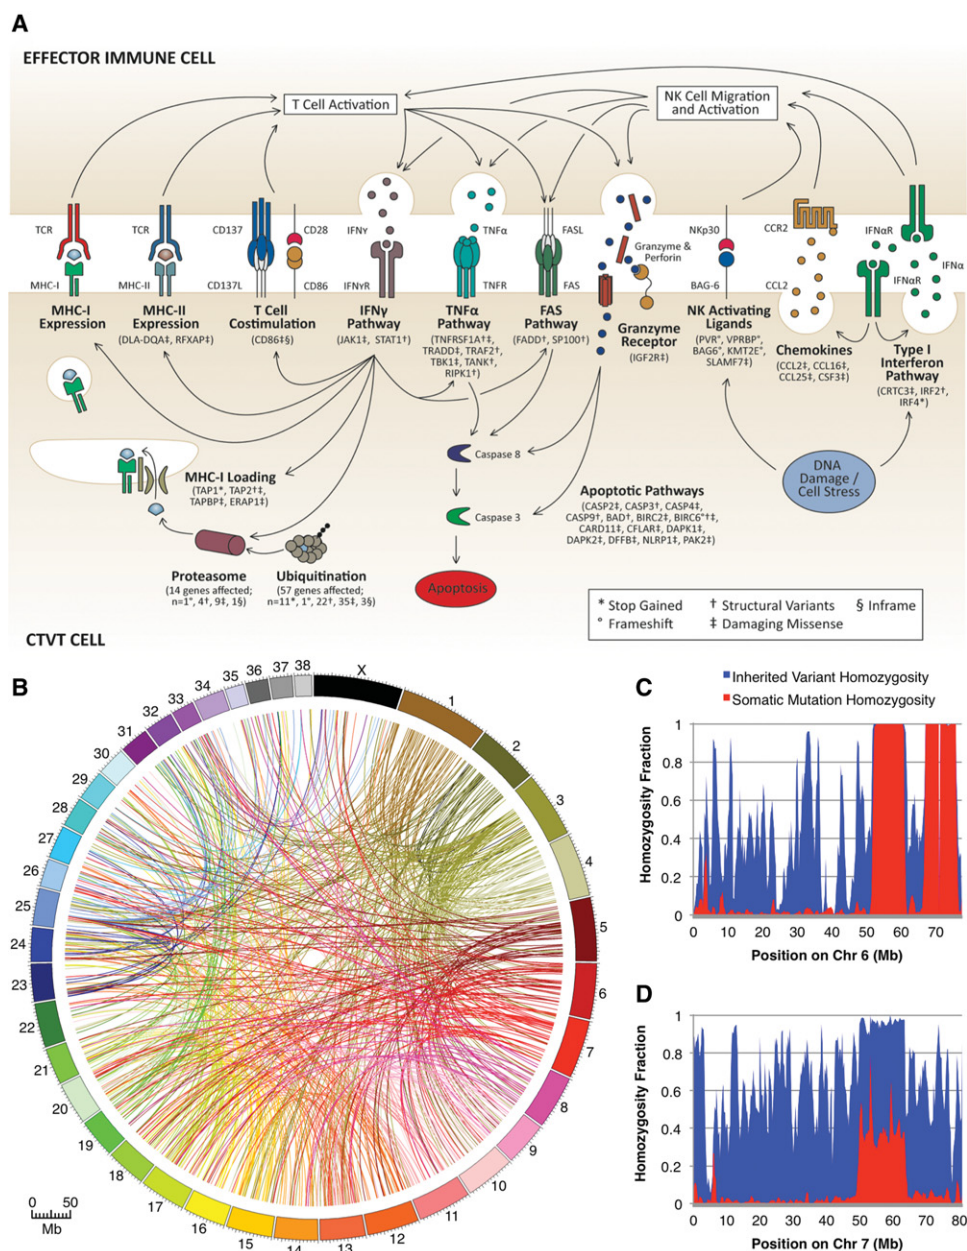 A
EFFECTOR IMMUNE CELL
T Cell Activation
NK Cell Migration
and Activation
TCR
MHC-I
TCR
MHC-II
CD137
CD137L
CD28
CD86
IFNγ
IFNγR
TNFα
TNFR
FASL
FAS
Granzyme &
Perforin
NKp30
BAG-6
CCR2
CCL2
IFNαR
IFNαR
IFNα
MHC-I
Expression
MHC-II
Expression
(DLA-DQA‡, RFXAP‡)
T Cell
Costimulation
(CD86‡§)
IFNγ
Pathway
(JAK1‡, STAT1†)
TNFα
Pathway
(TNFRSF1A†‡,
TRADD‡, TRAF2†,
TBK1‡, TANK†,
RIPK1†)
FAS
Pathway
(FADD†, SP100†)
Granzyme
Receptor
(IGF2R‡)
NK Activating
Ligands
(PVR°, VPRBP°,
BAG6°, KMT2E°,
SLAMF7‡)
Chemokines
(CCL2‡, CCL16‡,
CCL25‡, CSF3‡)
Type I
Interferon
Pathway
(CRTC3‡, IRF2†,
IRF4*)
MHC-I Loading
(TAP1*, TAP2†‡,
TAPBP‡, ERAP1‡)
Caspase 8
Caspase 3
Apoptosis
Apoptotic Pathways
(CASP2‡, CASP3†, CASP4‡,
CASP9†, BAD†, BIRC2‡, BIRC6°†‡,
CARD11‡, CFLAR‡, DAPK1‡,
DAPK2‡, DFFB‡, NLRP1‡, PAK2‡)
DNA
Damage /
Cell Stress
Proteasome
(14 genes affected;
n=1°, 4†, 9‡, 1§)
Ubiquitination
(57 genes affected;
n=11*, 1°, 22†, 35‡, 3§)
* Stop Gained † Structural Variants § Inframe
° Frameshift ‡ Damaging Missense
CTVT CELL
B
X
1
2
3
4
5
6
7
8
9
10
11
12
13
14
15
16
17
18
19
20
21
22
23
24
25
26
27
28
29
30
31
32
33
34
35
36
37
38
0 50
Mb
C
Inherited Variant Homozygosity
Somatic Mutation Homozygosity
Homozygosity Fraction
1
0.8
0.6
0.4
0.2
0
0 10 20 30 40 50 60 70
Position on Chr 6 (Mb)
D
Homozygosity Fraction
1
0.8
0.6
0.4
0.2
0
0 10 20 30 40 50 60 70 80
Position on Chr 7 (Mb)